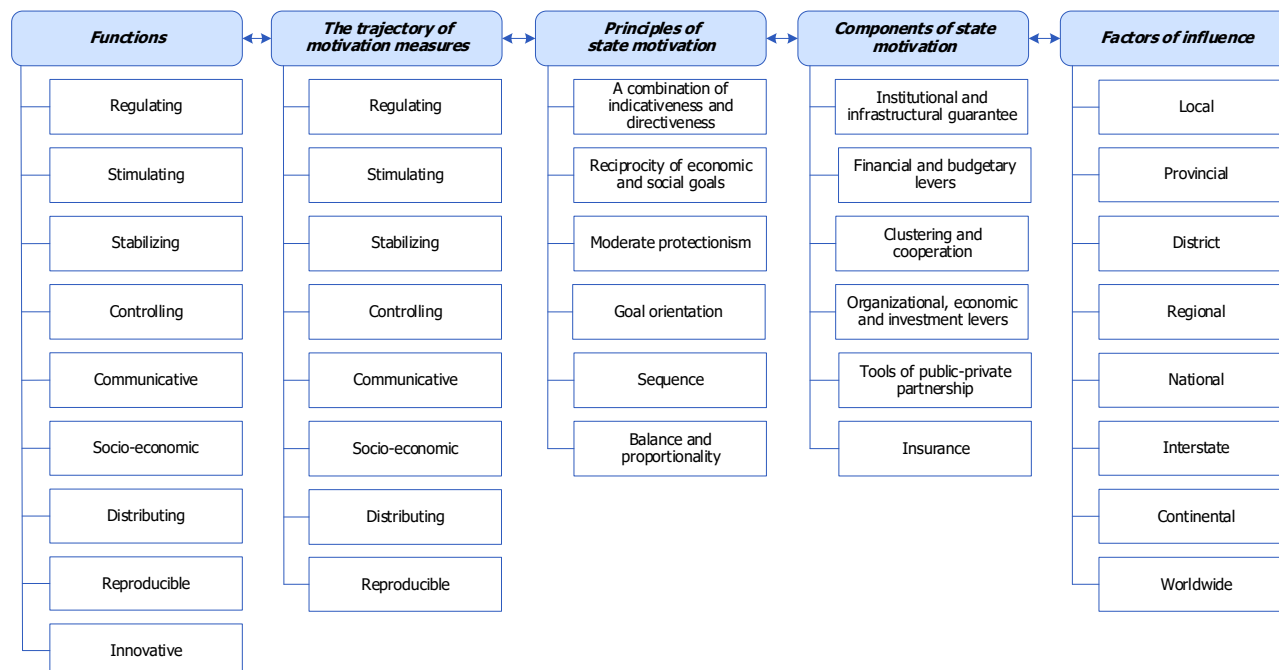 Functions
The trajectory of
motivation measures
Principles of
state motivation
Components of state
motivation
Factors of influence
Regulating
Stimulating
Stabilizing
Controlling
Communicative
Socio-economic
Distributing
Reproducible
Innovative
Regulating
Stimulating
Stabilizing
Controlling
Communicative
Socio-economic
Distributing
Reproducible
A combination of
indicativeness and
directiveness
Reciprocity of economic
and social goals
Moderate protectionism
Goal orientation
Sequence
Balance and
proportionality
Institutional and
infrastructural guarantee
Financial and budgetary
levers
Clustering and
cooperation
Organizational, economic
and investment levers
Tools of public-private
partnership
Insurance
Local
Provincial
District
Regional
National
Interstate
Continental
Worldwide